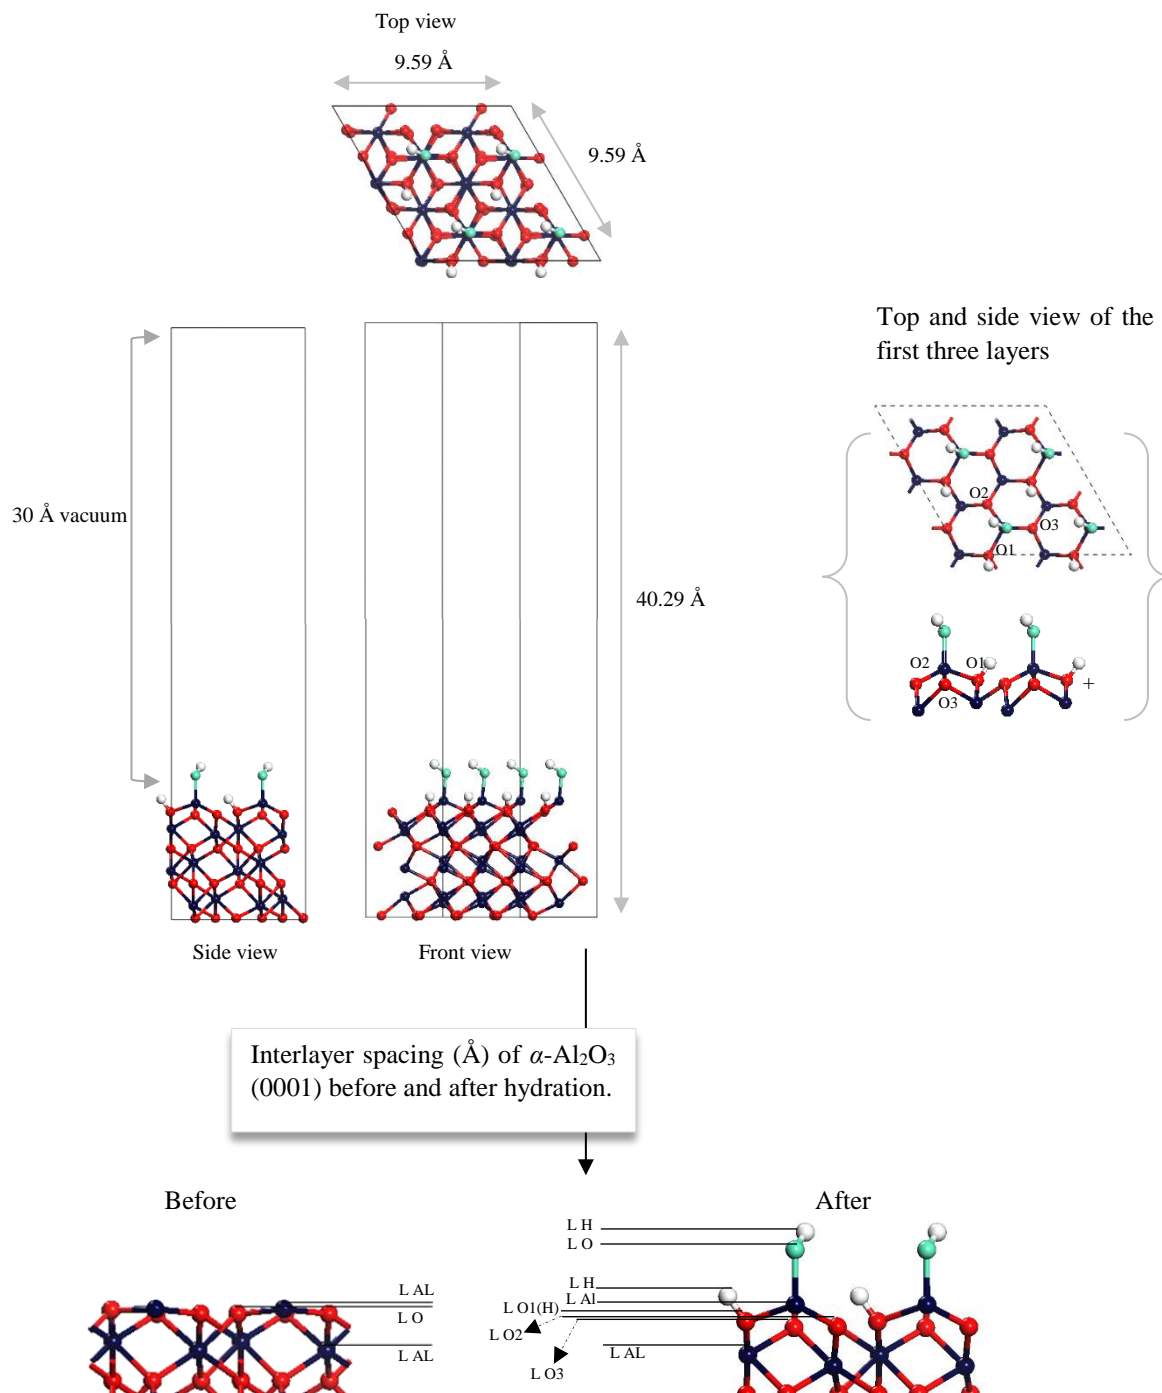 Top view
9.59 Å
9.59 Å
Top and side view of the
first three layers
30 Å vacuum
40.29 Å
O2
O3
O1
O2
O1
O3
+
Side view
Front view
Interlayer spacing (Å) of α-Al₂O₃
(0001) before and after hydration.
Before
After
L AL
L O
L AL
L H
L O
L H
L Al
L O1(H)
L O2
L O3
L AL